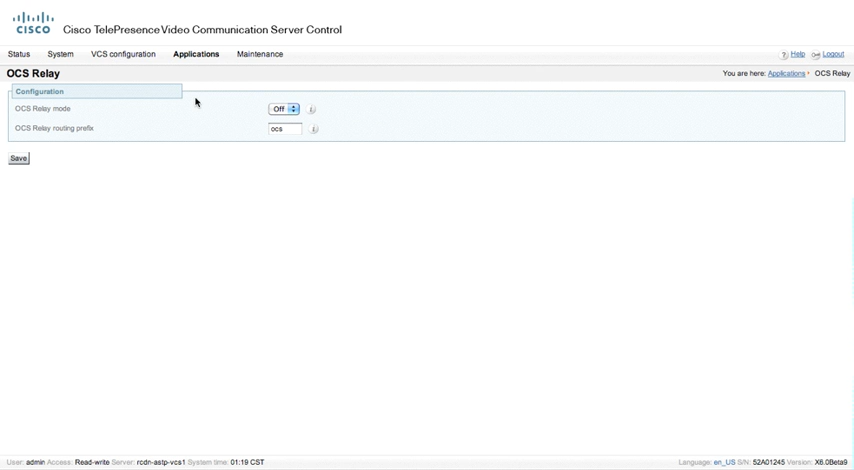 CISCO
Cisco TelePresence Video Communication Server Control
Status System VCS configuration Applications Maintenance ? Help Logout
OCS Relay You are here: Applications › OCS Relay
Configuration
OCS Relay mode Off i
OCS Relay routing prefix ocs i
Save
User: admin Access: Read-write Server: rcdn-astp-vcs1 System time: 01:19 CST Language: en_US S/N: 52A01245 Version: X6.0Beta9